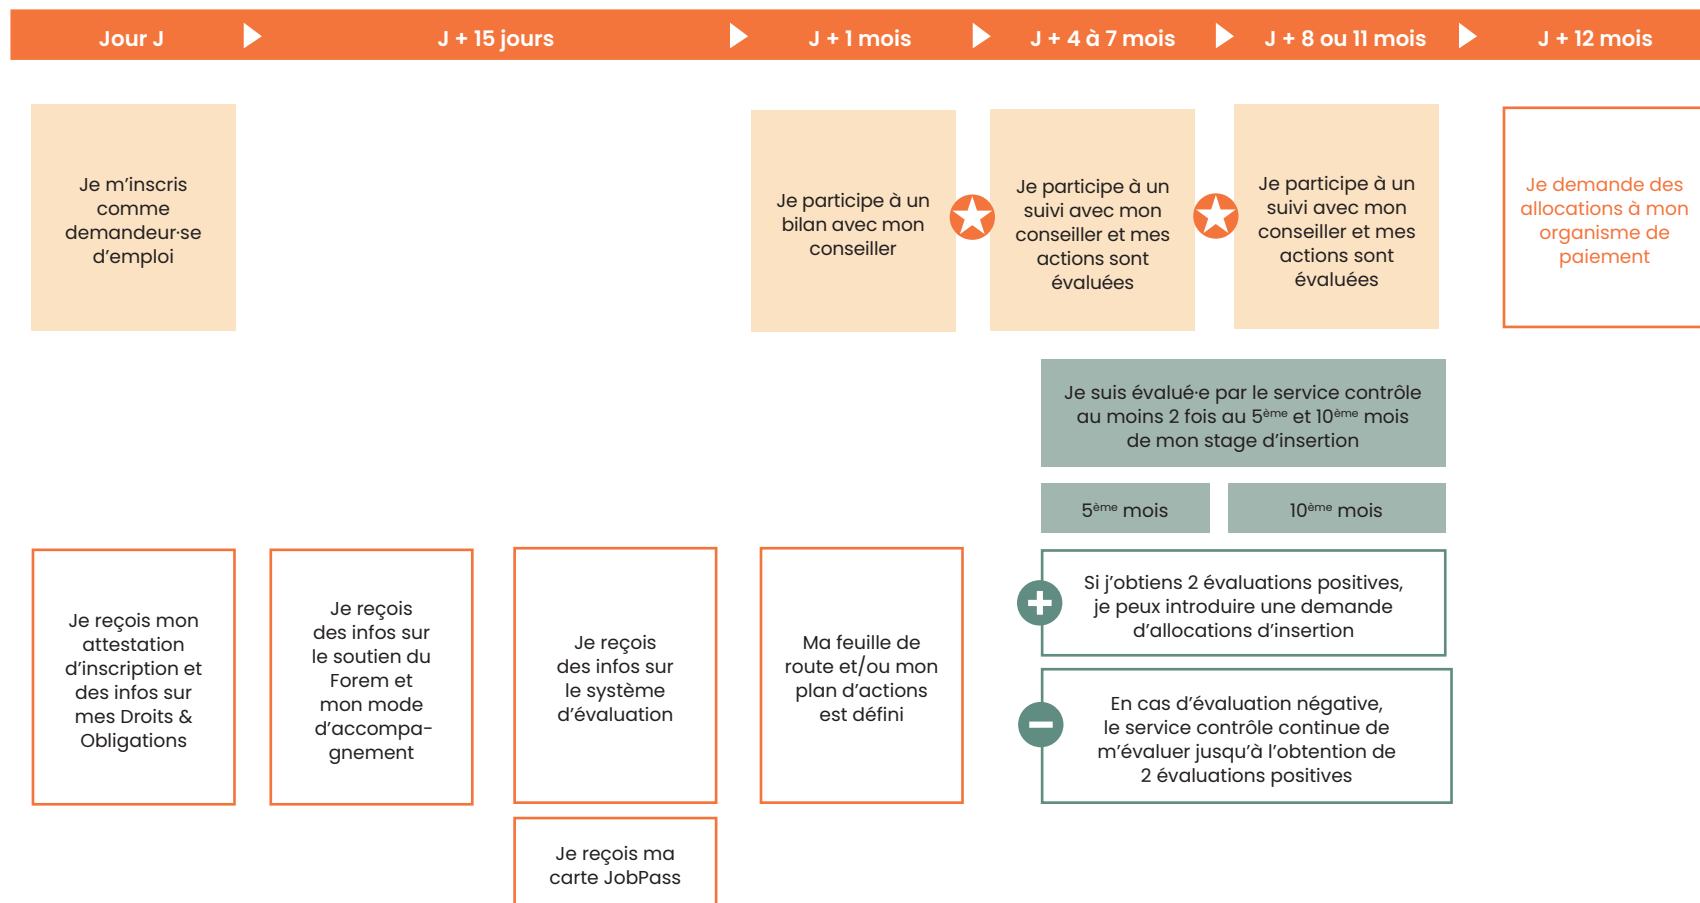 Jour J
J + 15 jours
J + 1 mois
J + 4 à 7 mois
J + 8 ou 11 mois
J + 12 mois
Je m’inscris
comme
demandeur·se
d’emploi
Je participe à un
bilan avec mon
conseiller
Je participe à un
suivi avec mon
conseiller et mes
actions sont
évaluées
Je participe à un
suivi avec mon
conseiller et mes
actions sont
évaluées
Je demande des
allocations à mon
organisme de
paiement
Je suis évalué·e par le service contrôle
au moins 2 fois au 5ème et 10ème mois
de mon stage d’insertion
5ème mois
10ème mois
Je reçois mon
attestation
d’inscription et
des infos sur
mes Droits &
Obligations
Je reçois
des infos sur
le soutien du
Forem et
mon mode
d’accompa-
gnement
Je reçois
des infos sur
le système
d’évaluation
Ma feuille de
route et/ou mon
plan d’actions
est défini
Si j’obtiens 2 évaluations positives,
je peux introduire une demande
d’allocations d’insertion
En cas d’évaluation négative,
le service contrôle continue de
m’évaluer jusqu’à l’obtention de
2 évaluations positives
Je reçois ma
carte JobPass